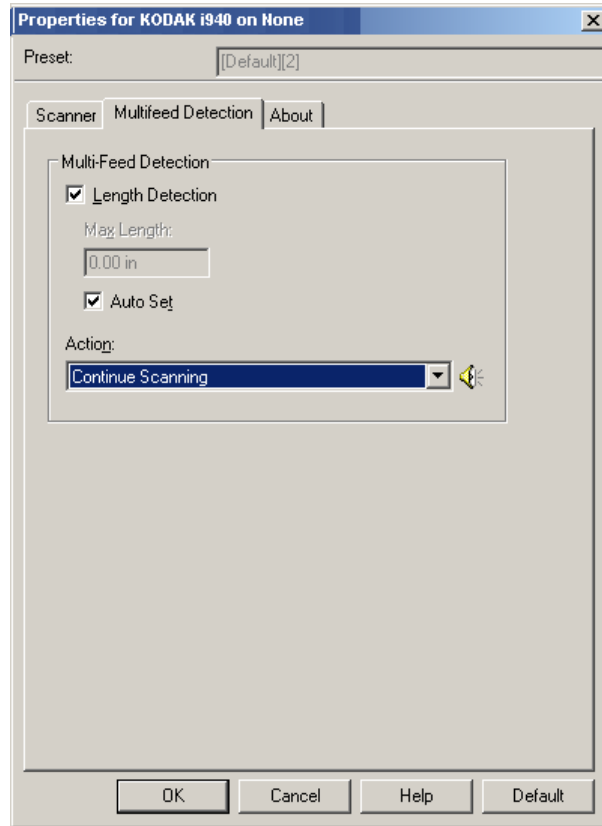 Properties for KODAK i940 on None
Preset: [Default][2]
Scanner Multifeed Detection About
Multi-Feed Detection
Length Detection
Max Length:
0.00 in
Auto Set
Action:
Continue Scanning
OK Cancel Help Default